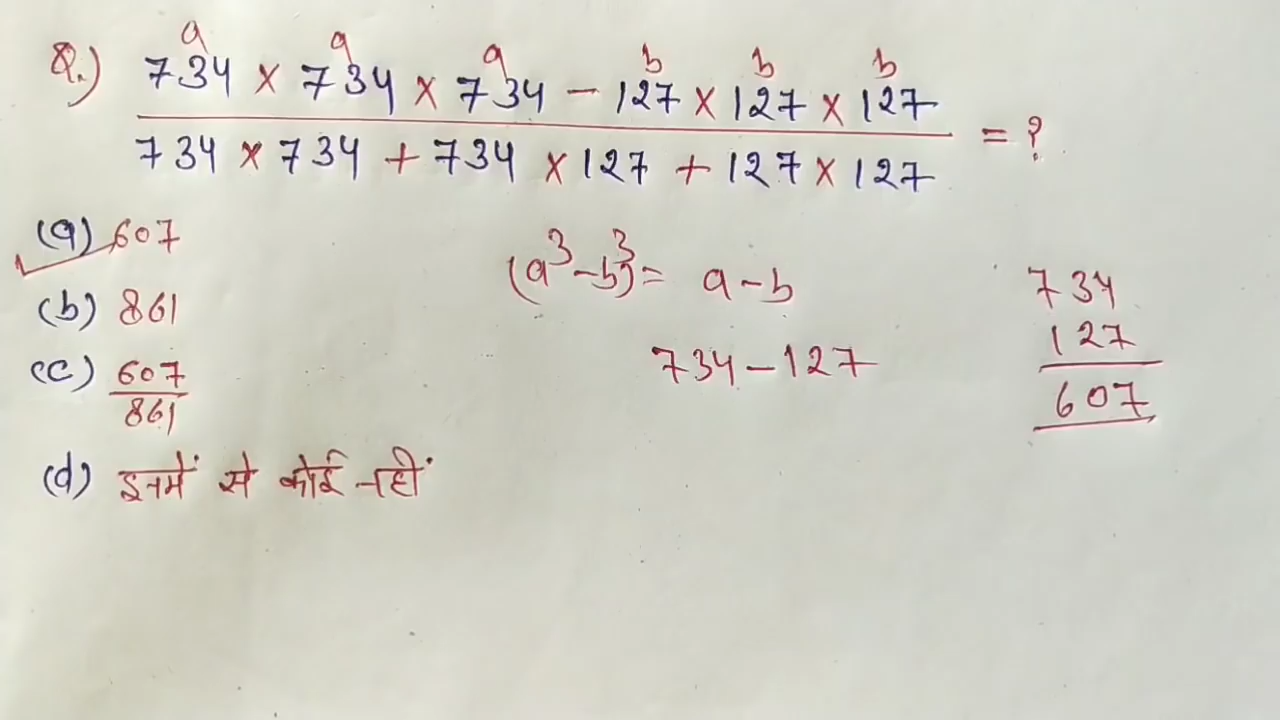 Q.) 734 × 734 × 734 − 127 × 127 × 127
a a a b b b
734 × 734 + 734 × 127 + 127 × 127
= ?
(a) 607
(b) 861
(c) 607/861
(d) इनमें से कोई नहीं
(a³−b³)= a−b
734−127
734
127
607